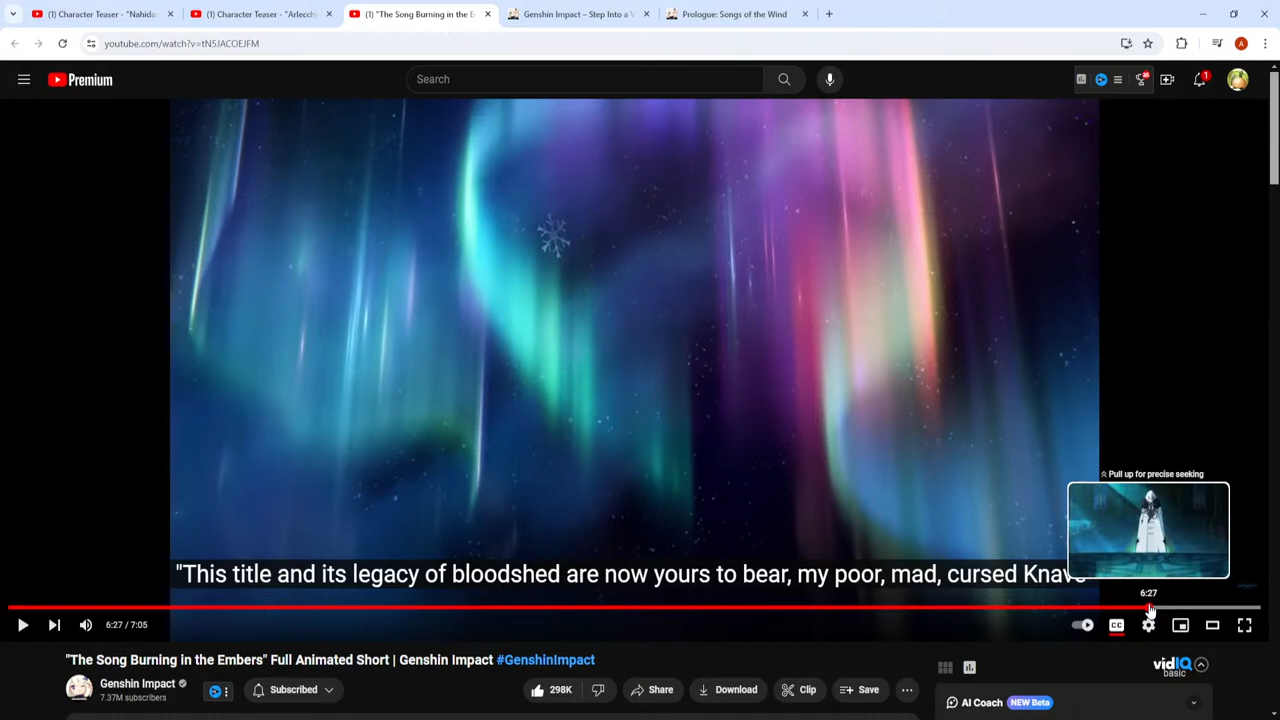 (1) Character Teaser - "Nahida
(1) Character Teaser - "Arlecch
(1) "The Song Burning in the E
Genshin Impact – Step Into a V
Prologue: Songs of the Wind
youtube.com/watch?v=tN5JACOEJFM
A
Premium
Search
1
Pull up for precise seeking
"This title and its legacy of bloodshed are now yours to bear, my poor, mad, cursed Knave
6:27
6:27 / 7:05
CC
"The Song Burning in the Embers" Full Animated Short | Genshin Impact #GenshinImpact
Genshin Impact
7.37M subscribers
Subscribed
298K
Share
Download
Clip
Save
vidIQ
basic
AI Coach NEW Beta